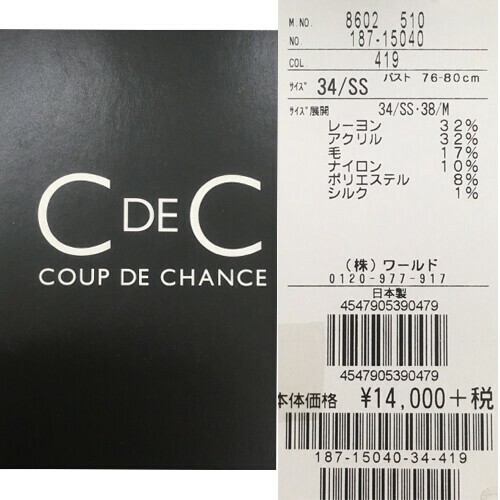 C DE C
COUP DE CHANCE
M.NO. 8602 510
NO. 187-15040
COL 419
サイズ 34/SS バスト 76-80cm
サイズ展開 34/SS・38/M
レーヨン 32%
アクリル 32%
毛 17%
ナイロン 10%
ポリエステル 8%
シルク 1%
(株)ワールド
0120-977-917
日本製
4547905390479
4547905390479
本体価格 ¥14,000+税
187-15040-34-419